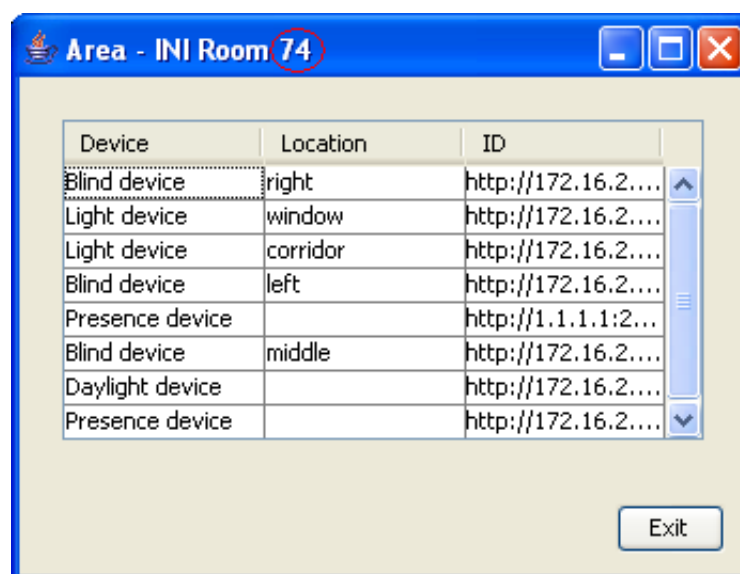 Area - INI Room 74
Device Location ID
Blind device right http://172.16.2....
Light device window http://172.16.2....
Light device corridor http://172.16.2....
Blind device left http://172.16.2....
Presence device http://1.1.1.1:2...
Blind device middle http://172.16.2....
Daylight device http://172.16.2....
Presence device http://172.16.2....
Exit